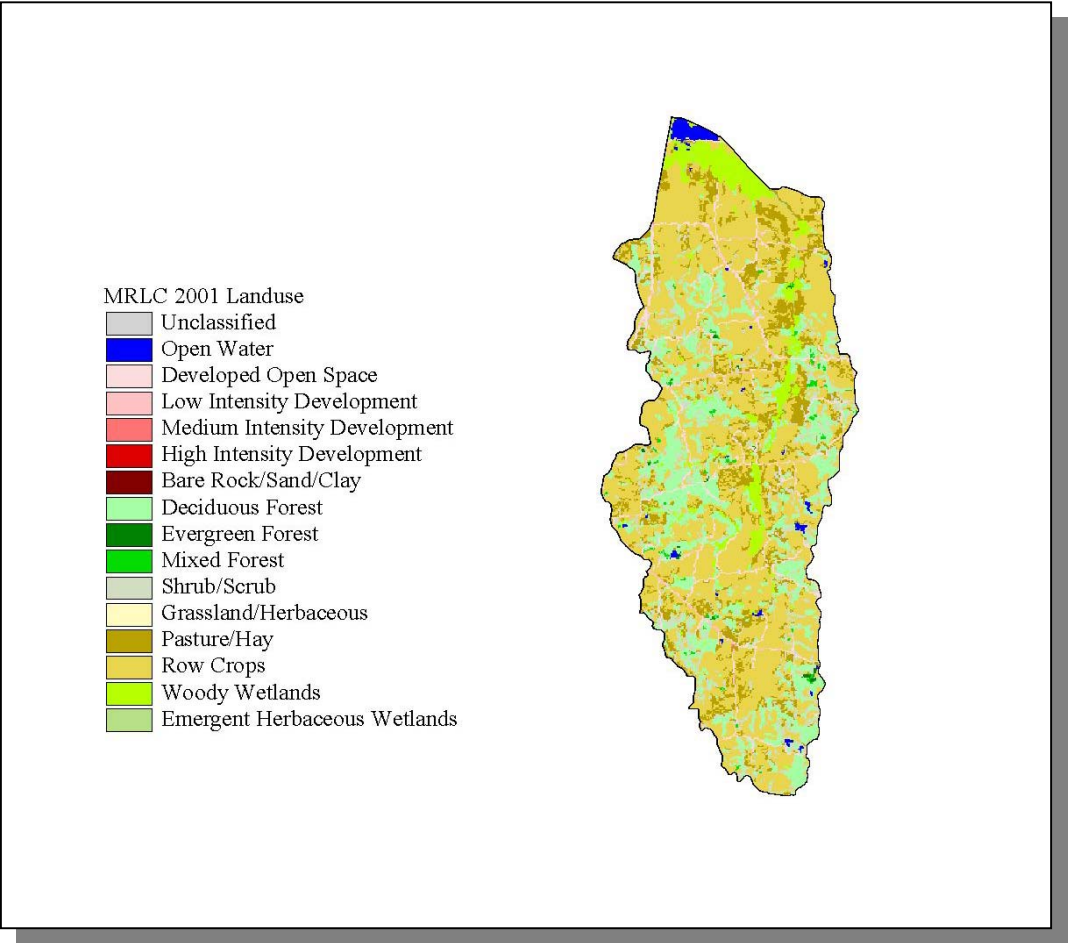 MRLC 2001 Landuse
Unclassified
Open Water
Developed Open Space
Low Intensity Development
Medium Intensity Development
High Intensity Development
Bare Rock/Sand/Clay
Deciduous Forest
Evergreen Forest
Mixed Forest
Shrub/Scrub
Grassland/Herbaceous
Pasture/Hay
Row Crops
Woody Wetlands
Emergent Herbaceous Wetlands